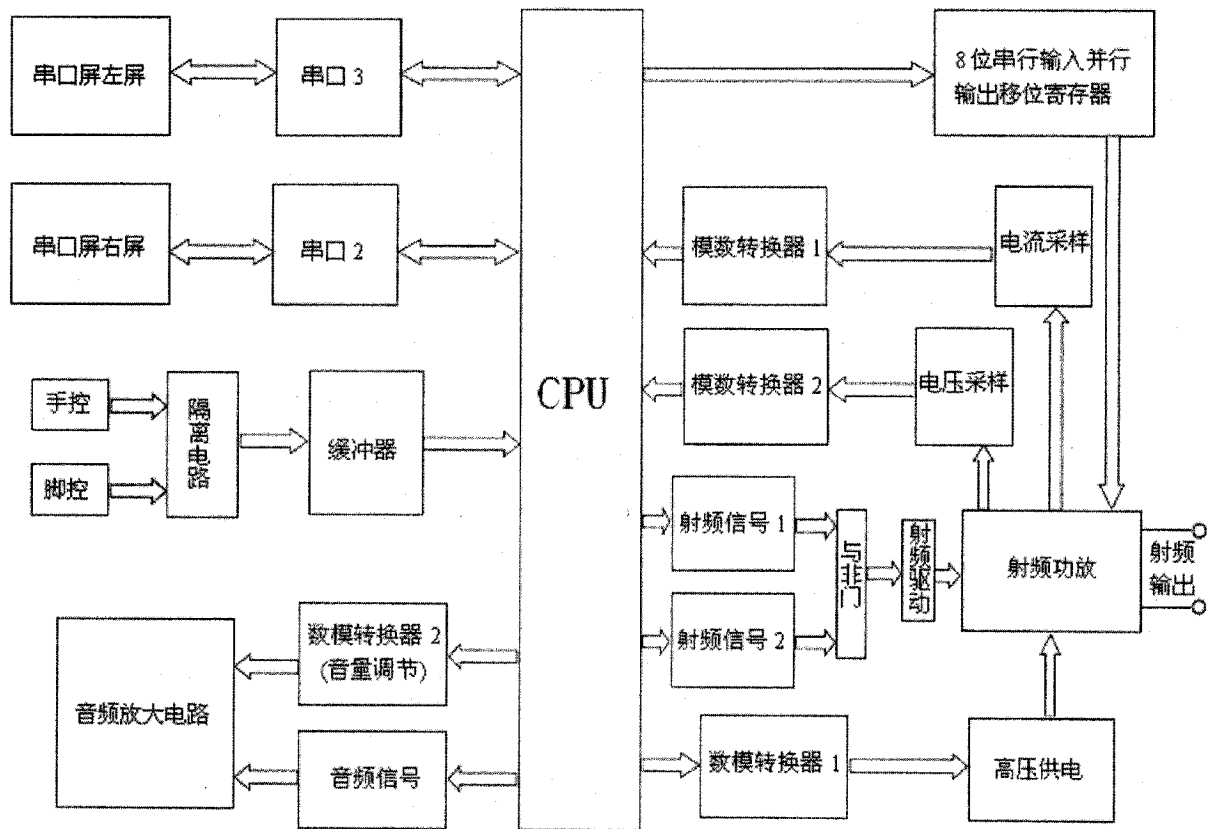 串口屏左屏
串口 3
8 位串行输入并行
输出移位寄存器
串口屏右屏
串口 2
模数转换器 1
电流采样
CPU
模数转换器 2
电压采样
手控
脚控
隔离电路
缓冲器
射频信号 1
射频信号 2
与非门
射频驱动
射频功放
射频
输出
数模转换器 2
(音量调节)
音频放大电路
音频信号
数模转换器 1
高压供电